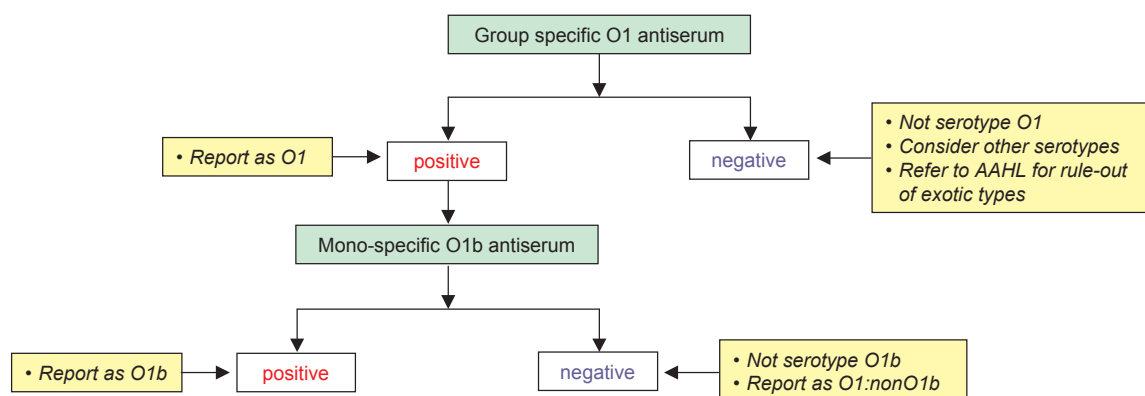 Group specific O1 antiserum
• Report as O1
positive
negative
• Not serotype O1
• Consider other serotypes
• Refer to AAHL for rule-out
of exotic types
Mono-specific O1b antiserum
• Report as O1b
positive
negative
• Not serotype O1b
• Report as O1:nonO1b